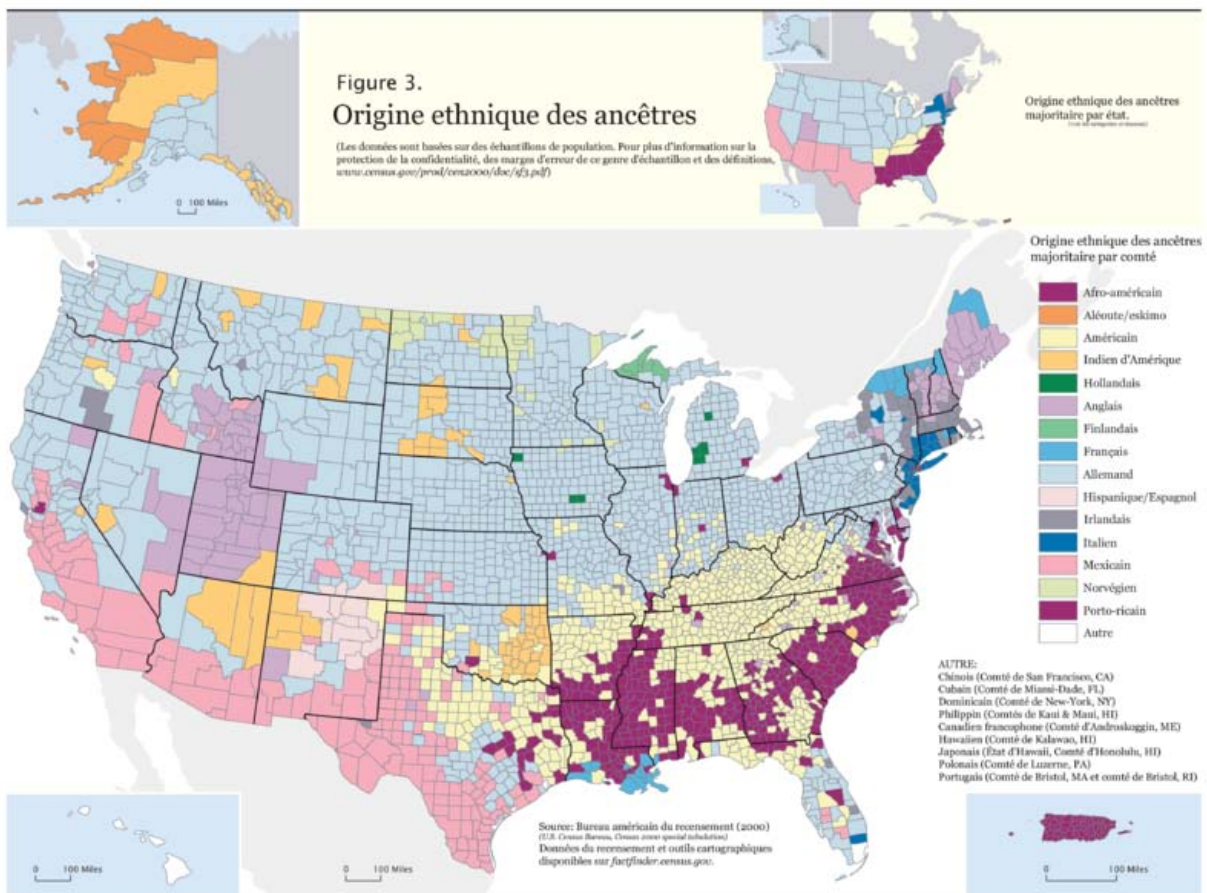 Figure 3.
Origine ethnique des ancêtres
(Les données sont basées sur des échantillons de population. Pour plus d'information sur la
protection de la confidentialité, des marges d'erreur de ce genre d'échantillon et des définitions,
www.census.gov/prod/cen2000/doc/sf3.pdf)
0 100 Miles
Origine ethnique des ancêtres
majoritaire par état.
Origine ethnique des ancêtres
majoritaire par comté
Afro-américain
Aléoute/eskimo
Américain
Indien d'Amérique
Hollandais
Anglais
Finlandais
Français
Allemand
Hispanique/Espagnol
Irlandais
Italien
Mexicain
Norvégien
Porto-ricain
Autre
AUTRE:
Chinois (Comté de San Francisco, CA)
Cubain (Comté de Miami-Dade, FL)
Dominicain (Comté de New-York, NY)
Philippin (Comtés de Kaui & Maui, HI)
Canadien francophone (Comté d'Androskoggin, ME)
Hawaiien (Comté de Kalawao, HI)
Japonais (État d'Hawaii, Comté d'Honolulu, HI)
Polonais (Comté de Luzerne, PA)
Portugais (Comté de Bristol, MA et comté de Bristol, RI)
Source: Bureau américain du recensement (2000)
(U.S. Census Bureau, Census 2000 special tabulation)
Données du recensement et outils cartographiques
disponibles sur factfinder.census.gov.
0 100 Miles
0 100 Miles
0 100 Miles